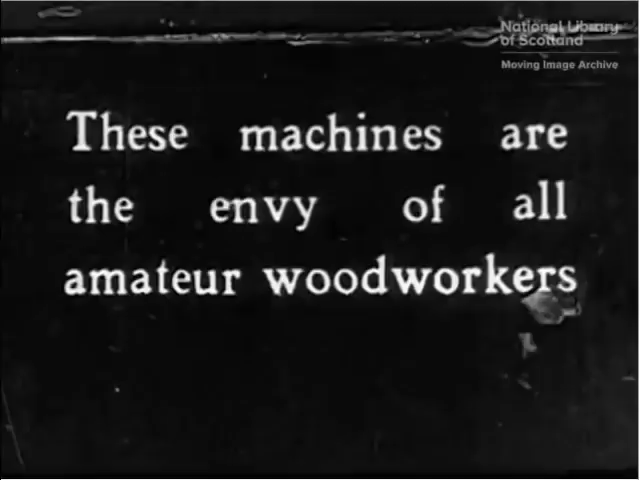 National Library
of Scotland
Moving Image Archive
These machines are
the envy of all
amateur woodworkers